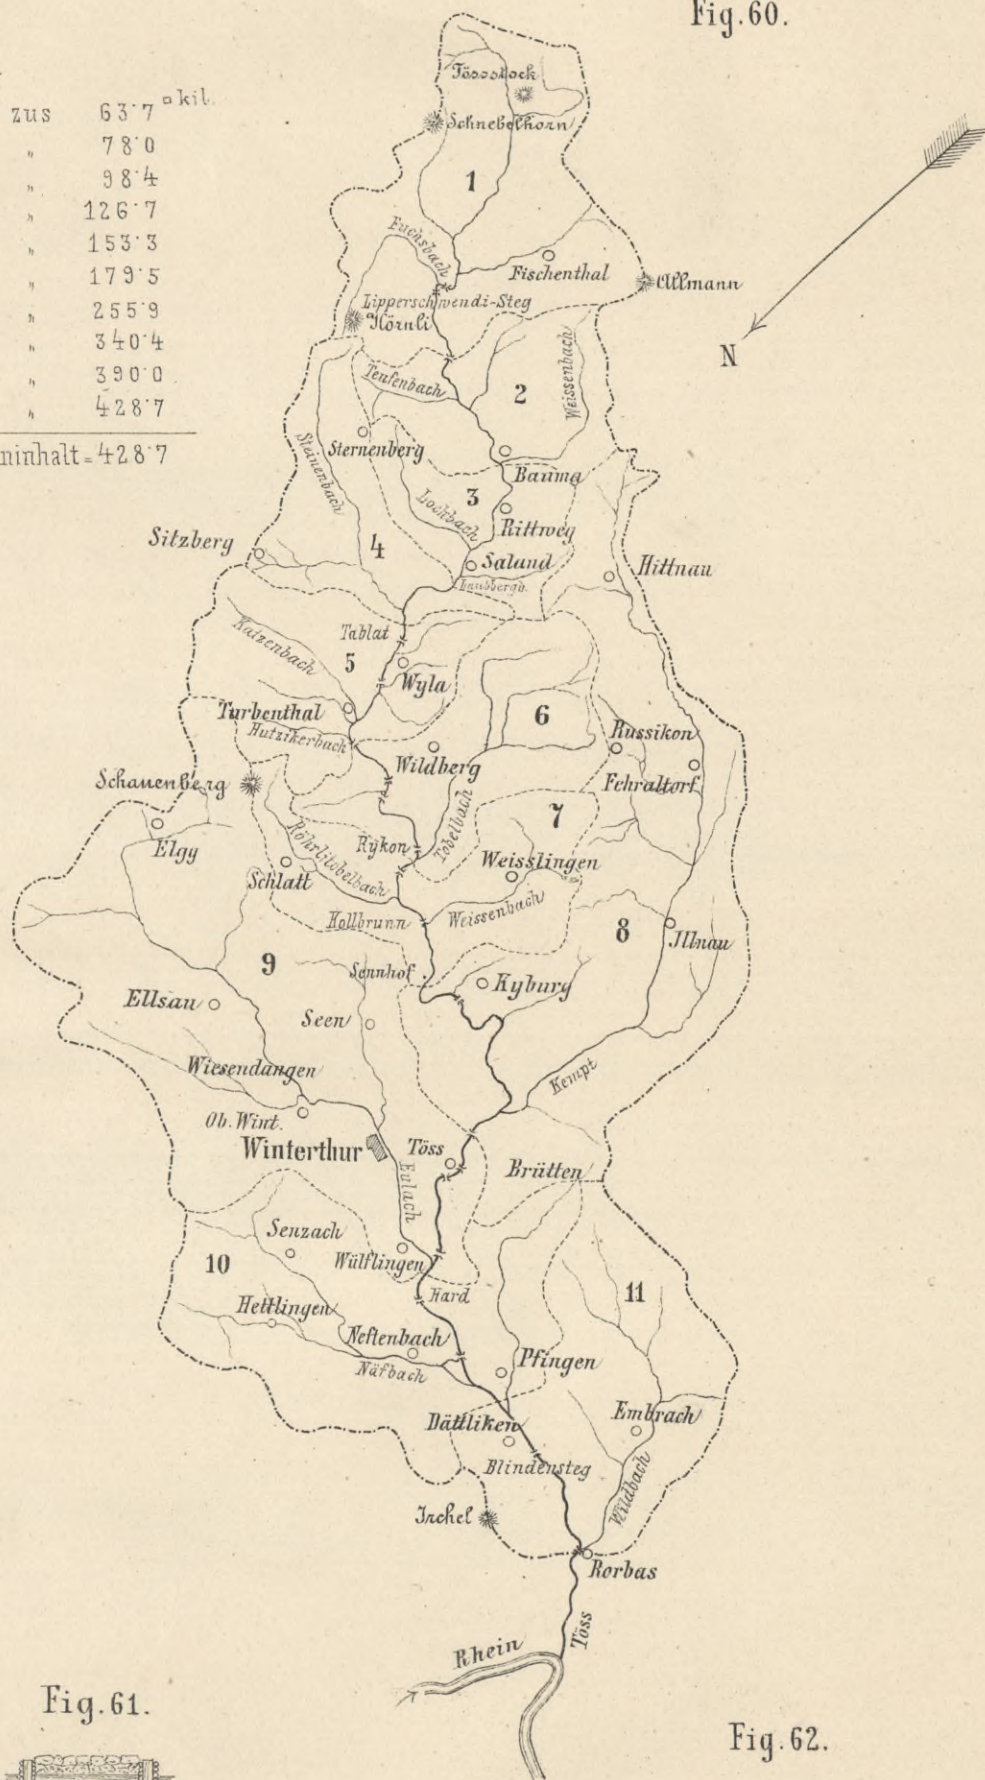 Fig. 60.
zus 63·7 □ kil.
„ 78·0
„ 98·4
„ 126·7
„ 153·3
„ 179·5
„ 255·9
„ 340·4
„ 390·0
„ 428·7
ninhalt = 428·7
Tössstock
Schnebelhorn
1
Fuchsbach
Fischenthal
Allmann
Lipperschwendi-Steg
Hörnli
N
Teufenbach
2
Weissenbach
Sternenberg
Steinenbach
Bauma
3
Lochbach
Rittweg
Sitzberg
4
Saland
Hittnau
Tablat
Katzenbach
5
Wyla
Turbenthal
6
Hutzikerbach
Russikon
Wildberg
Schauenberg
Fehraltorf
7
Tobelbach
Elgg
Röhrlitobelbach
Rykon
Weisslingen
Schlatt
Kollbrunn
Weissenbach
8
Illnau
9
Sennhof
Kyburg
Ellsau
Seen
Wiesendangen
Kempt
Ob. Wint.
Winterthur
Töss
Brütten
Eulach
Senzach
10
Wülflingen
11
Hard
Hettlingen
Neftenbach
Näfbach
Pfingen
Dättliken
Embrach
Blindensteg
Wildbach
Irchel
Rorbas
Töss
Rhein
Fig. 61.
Fig. 62.